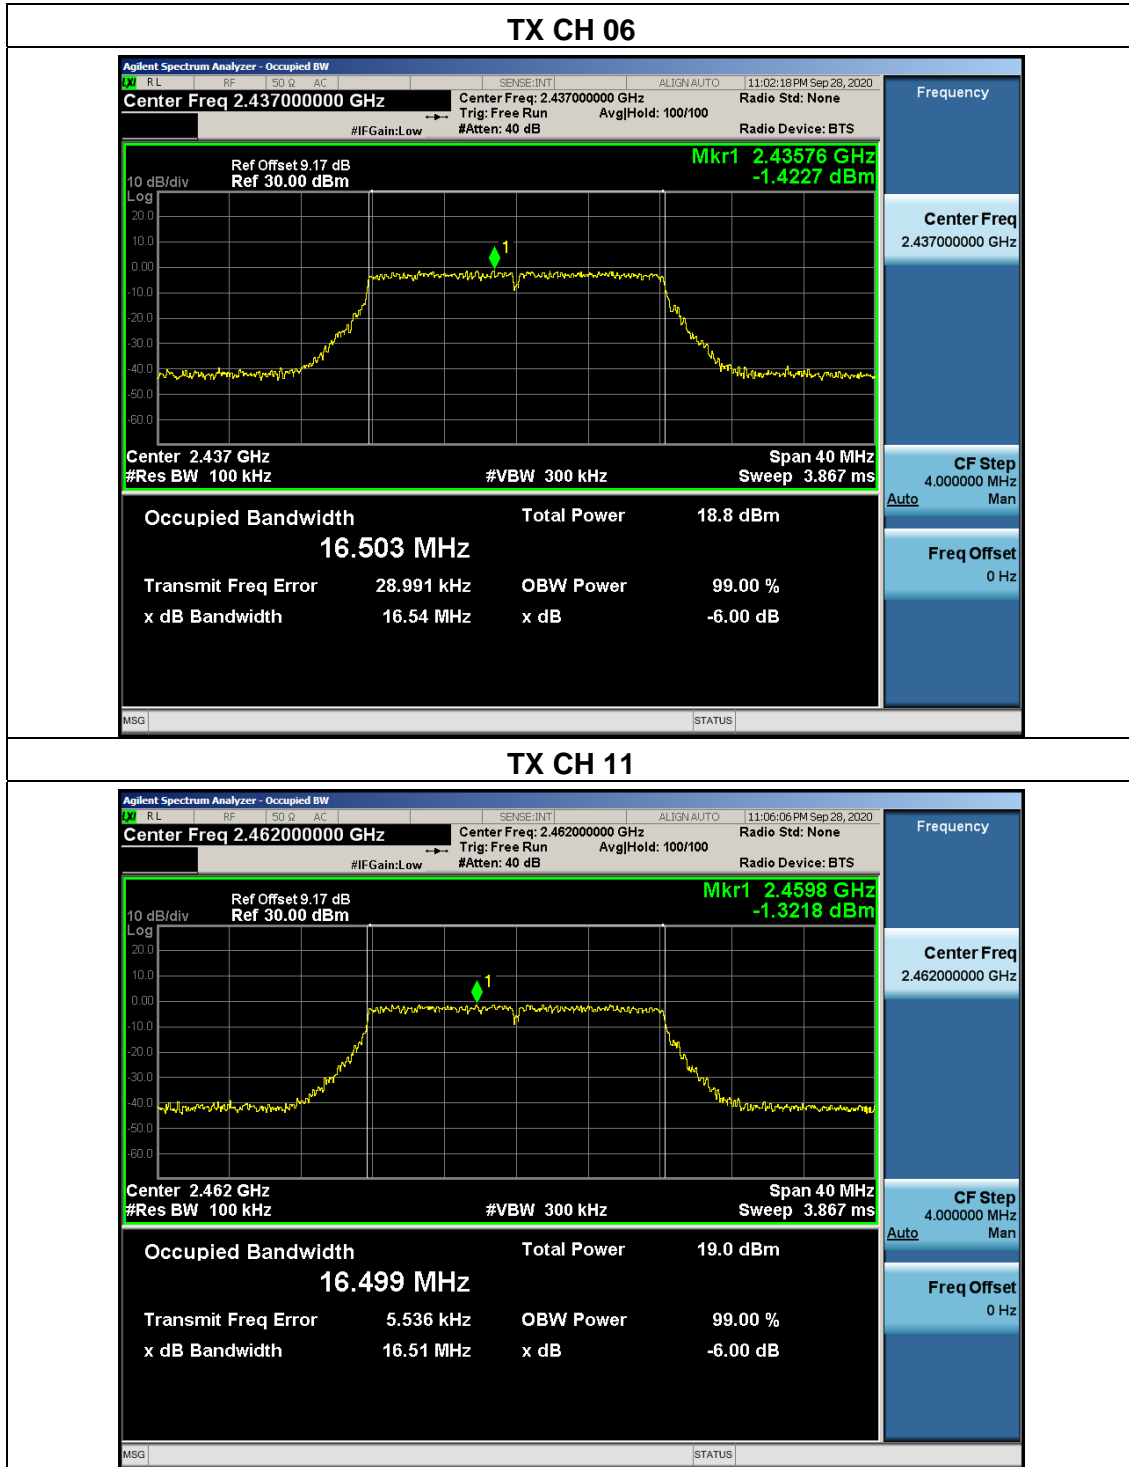 TX CH 06
Agilent Spectrum Analyzer - Occupied BW
LXI RL RF 50 Ω AC SENSE:INT ALIGN AUTO 11:02:18 PM Sep 28, 2020
Center Freq 2.437000000 GHz
Center Freq: 2.437000000 GHz
Radio Std: None
Trig: Free Run Avg|Hold: 100/100
#IFGain:Low #Atten: 40 dB Radio Device: BTS
Frequency
Mkr1 2.43576 GHz
-1.4227 dBm
Ref Offset 9.17 dB
10 dB/div Ref 30.00 dBm
Log
20.0
10.0
0.00
-10.0
-20.0
-30.0
-40.0
-50.0
-60.0
1
Center 2.437 GHz Span 40 MHz
#Res BW 100 kHz #VBW 300 kHz Sweep 3.867 ms
Center Freq
2.437000000 GHz
CF Step
4.000000 MHz
Auto Man
Freq Offset
0 Hz
Occupied Bandwidth Total Power 18.8 dBm
16.503 MHz
Transmit Freq Error 28.991 kHz OBW Power 99.00 %
x dB Bandwidth 16.54 MHz x dB -6.00 dB
MSG STATUS
TX CH 11
Agilent Spectrum Analyzer - Occupied BW
LXI RL RF 50 Ω AC SENSE:INT ALIGN AUTO 11:06:06 PM Sep 28, 2020
Center Freq 2.462000000 GHz
Center Freq: 2.462000000 GHz
Radio Std: None
Trig: Free Run Avg|Hold: 100/100
#IFGain:Low #Atten: 40 dB Radio Device: BTS
Frequency
Mkr1 2.4598 GHz
-1.3218 dBm
Ref Offset 9.17 dB
10 dB/div Ref 30.00 dBm
Log
20.0
10.0
0.00
-10.0
-20.0
-30.0
-40.0
-50.0
-60.0
1
Center 2.462 GHz Span 40 MHz
#Res BW 100 kHz #VBW 300 kHz Sweep 3.867 ms
Center Freq
2.462000000 GHz
CF Step
4.000000 MHz
Auto Man
Freq Offset
0 Hz
Occupied Bandwidth Total Power 19.0 dBm
16.499 MHz
Transmit Freq Error 5.536 kHz OBW Power 99.00 %
x dB Bandwidth 16.51 MHz x dB -6.00 dB
MSG STATUS